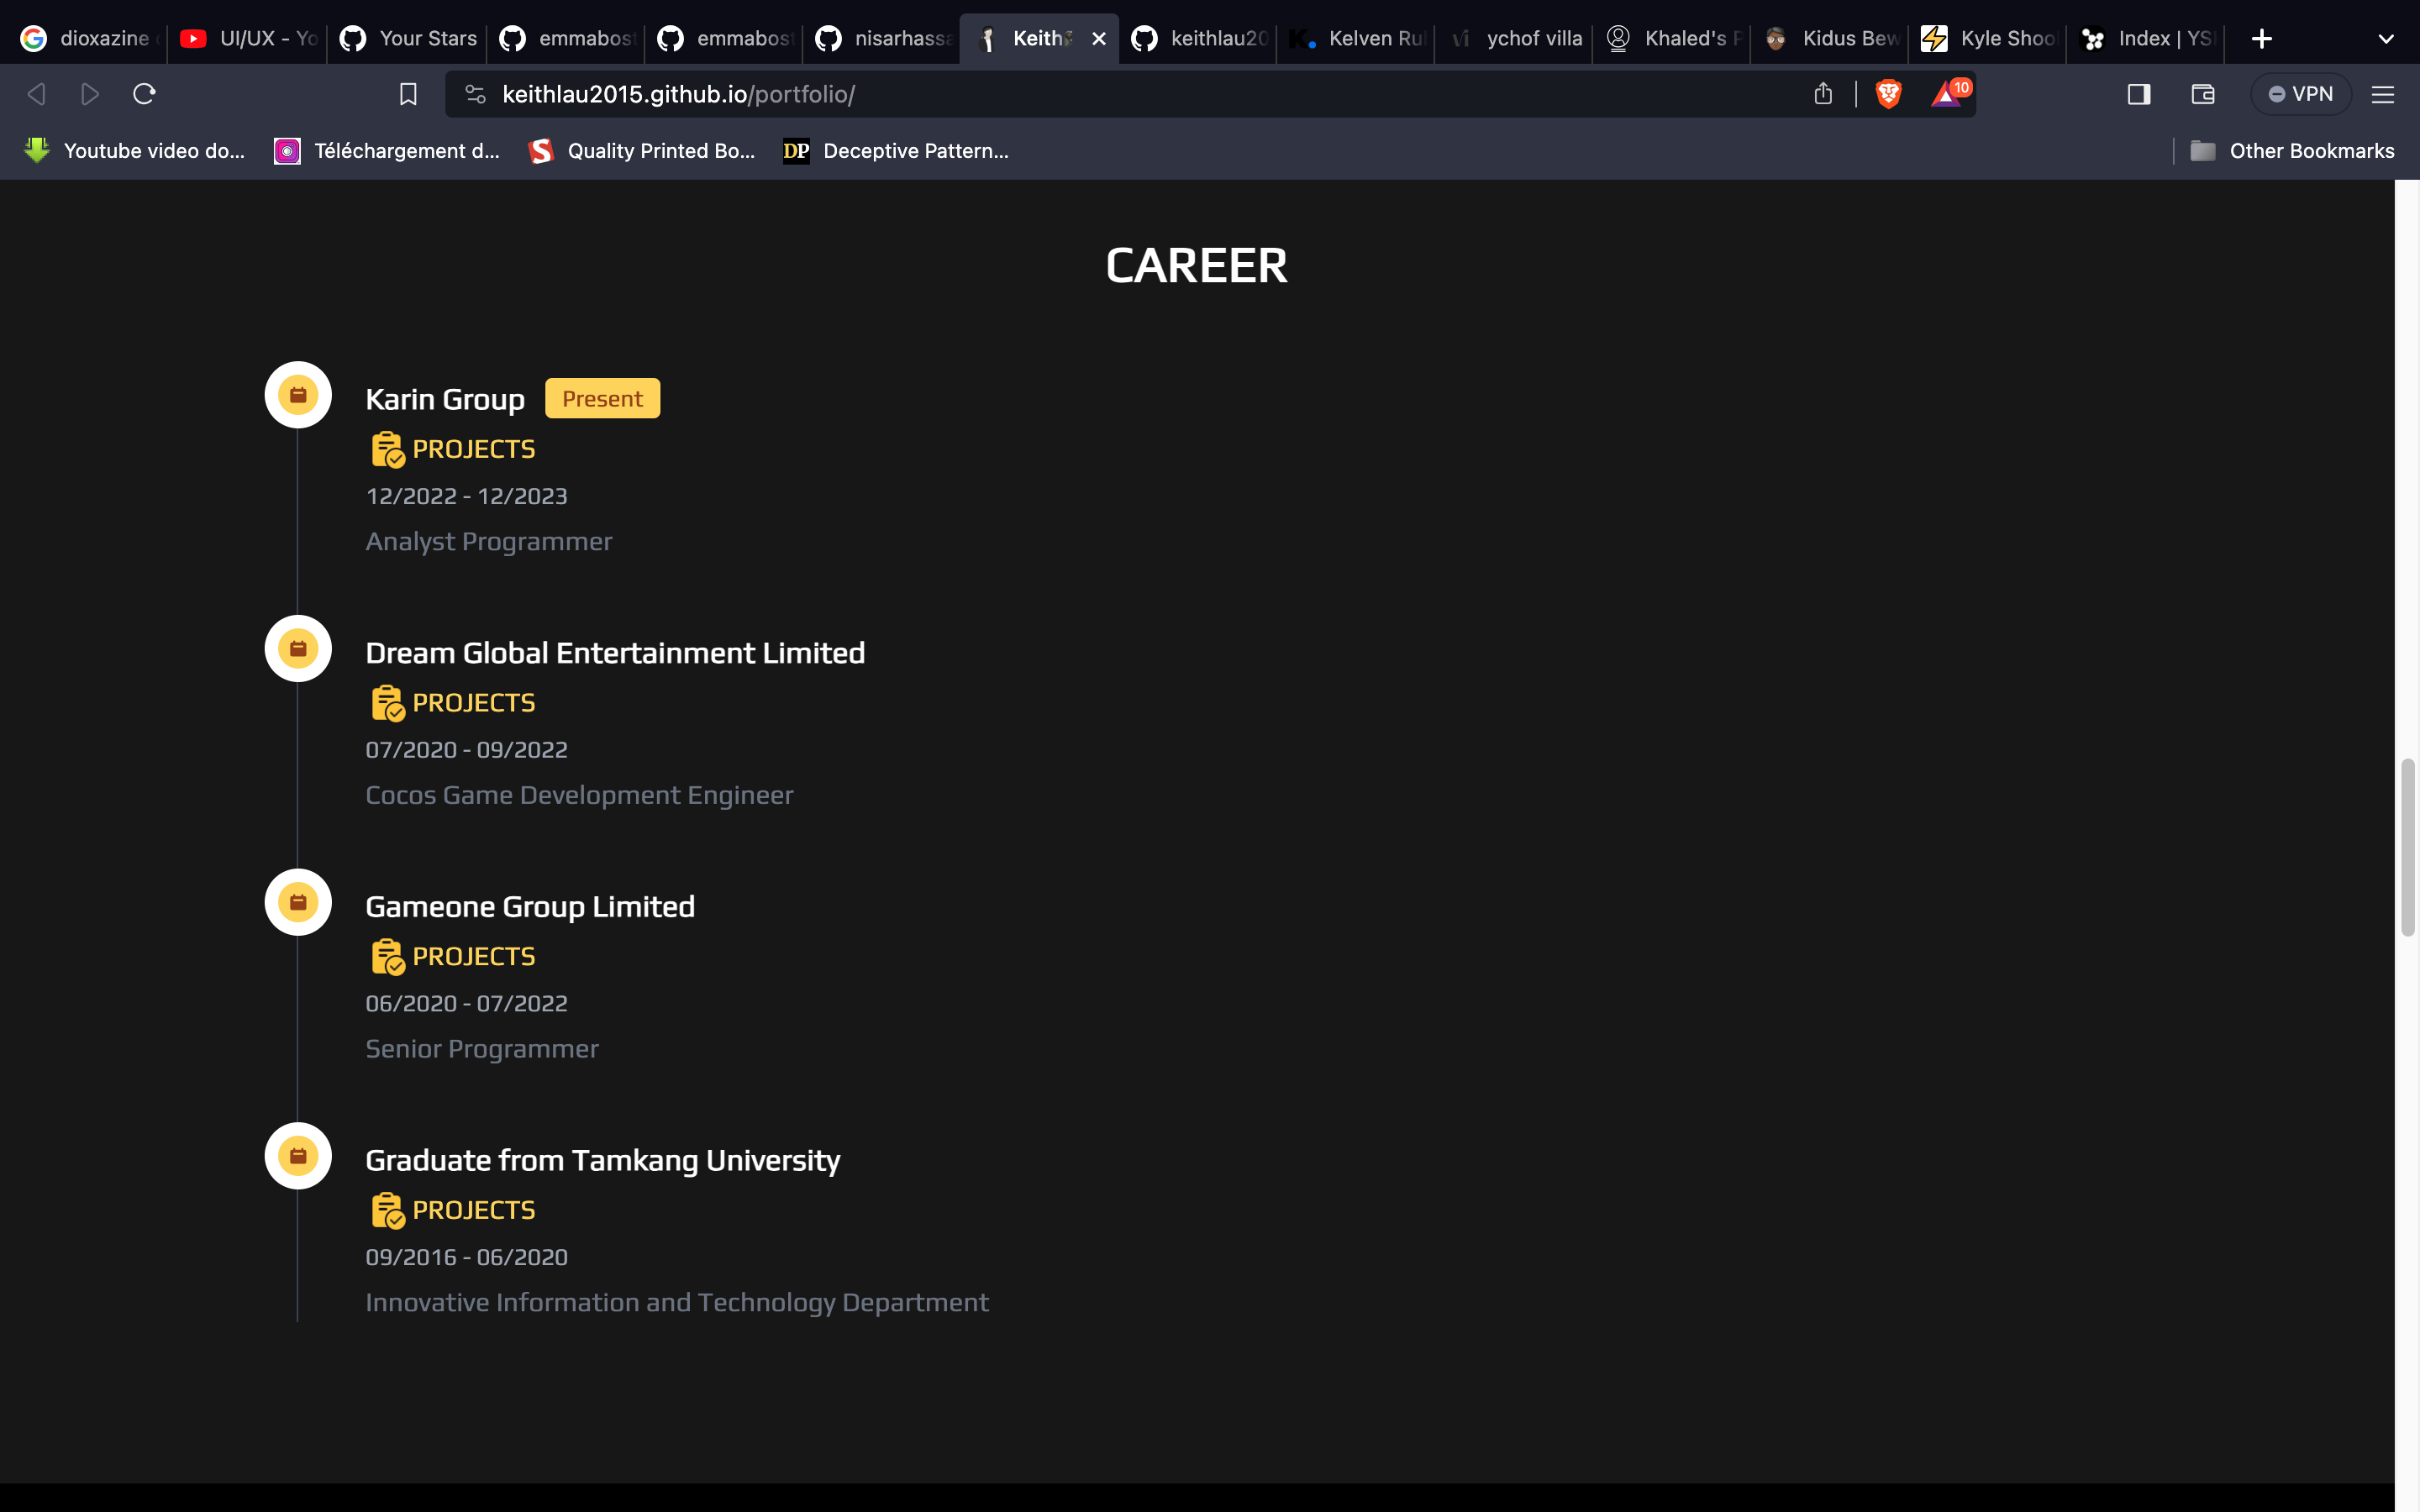 dioxazine
UI/UX - Yo
Your Stars
emmabost
emmabost
nisarhassa
Keith
keithlau20
Kelven Ru
ychof villa
Khaled's P
Kidus Bew
Kyle Shoo
Index | YS
keithlau2015.github.io/portfolio/
10
VPN
Youtube video do...
Téléchargement d...
Quality Printed Bo...
DP
Deceptive Pattern...
Other Bookmarks
CAREER
Karin Group
Present
PROJECTS
12/2022 - 12/2023
Analyst Programmer
Dream Global Entertainment Limited
PROJECTS
07/2020 - 09/2022
Cocos Game Development Engineer
Gameone Group Limited
PROJECTS
06/2020 - 07/2022
Senior Programmer
Graduate from Tamkang University
PROJECTS
09/2016 - 06/2020
Innovative Information and Technology Department